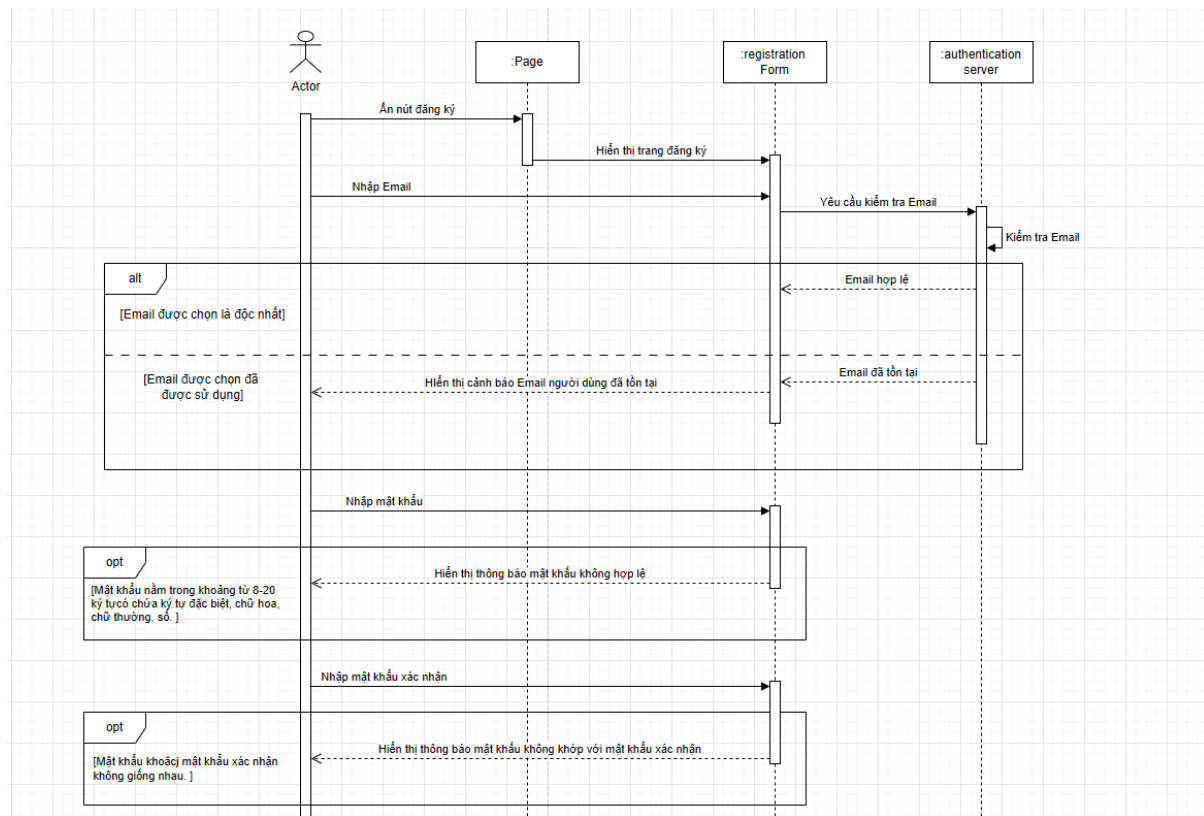 :Page
:registration
Form
:authentication
server
Actor
Ấn nút đăng ký
Hiển thị trang đăng ký
Nhập Email
Yêu cầu kiểm tra Email
Kiểm tra Email
alt
Email hợp lệ
[Email được chọn là độc nhất]
[Email được chọn đã
được sử dụng]
HIển thị cảnh báo Email người dùng đã tồn tại
Email đã tồn tại
Nhập mật khẩu
opt
Hiển thị thông báo mật khẩu không hợp lê
[Mật khẩu nằm trong khoảng từ 8-20
ký tựcó chứa ký tự đặc biệt, chữ hoa,
chữ thường, số. ]
Nhập mật khẩu xác nhận
opt
Hiển thị thông báo mật khẩu không khớp với mật khẩu xác nhận
[Mật khẩu khoăcj mật khẩu xác nhận
không giống nhau. ]